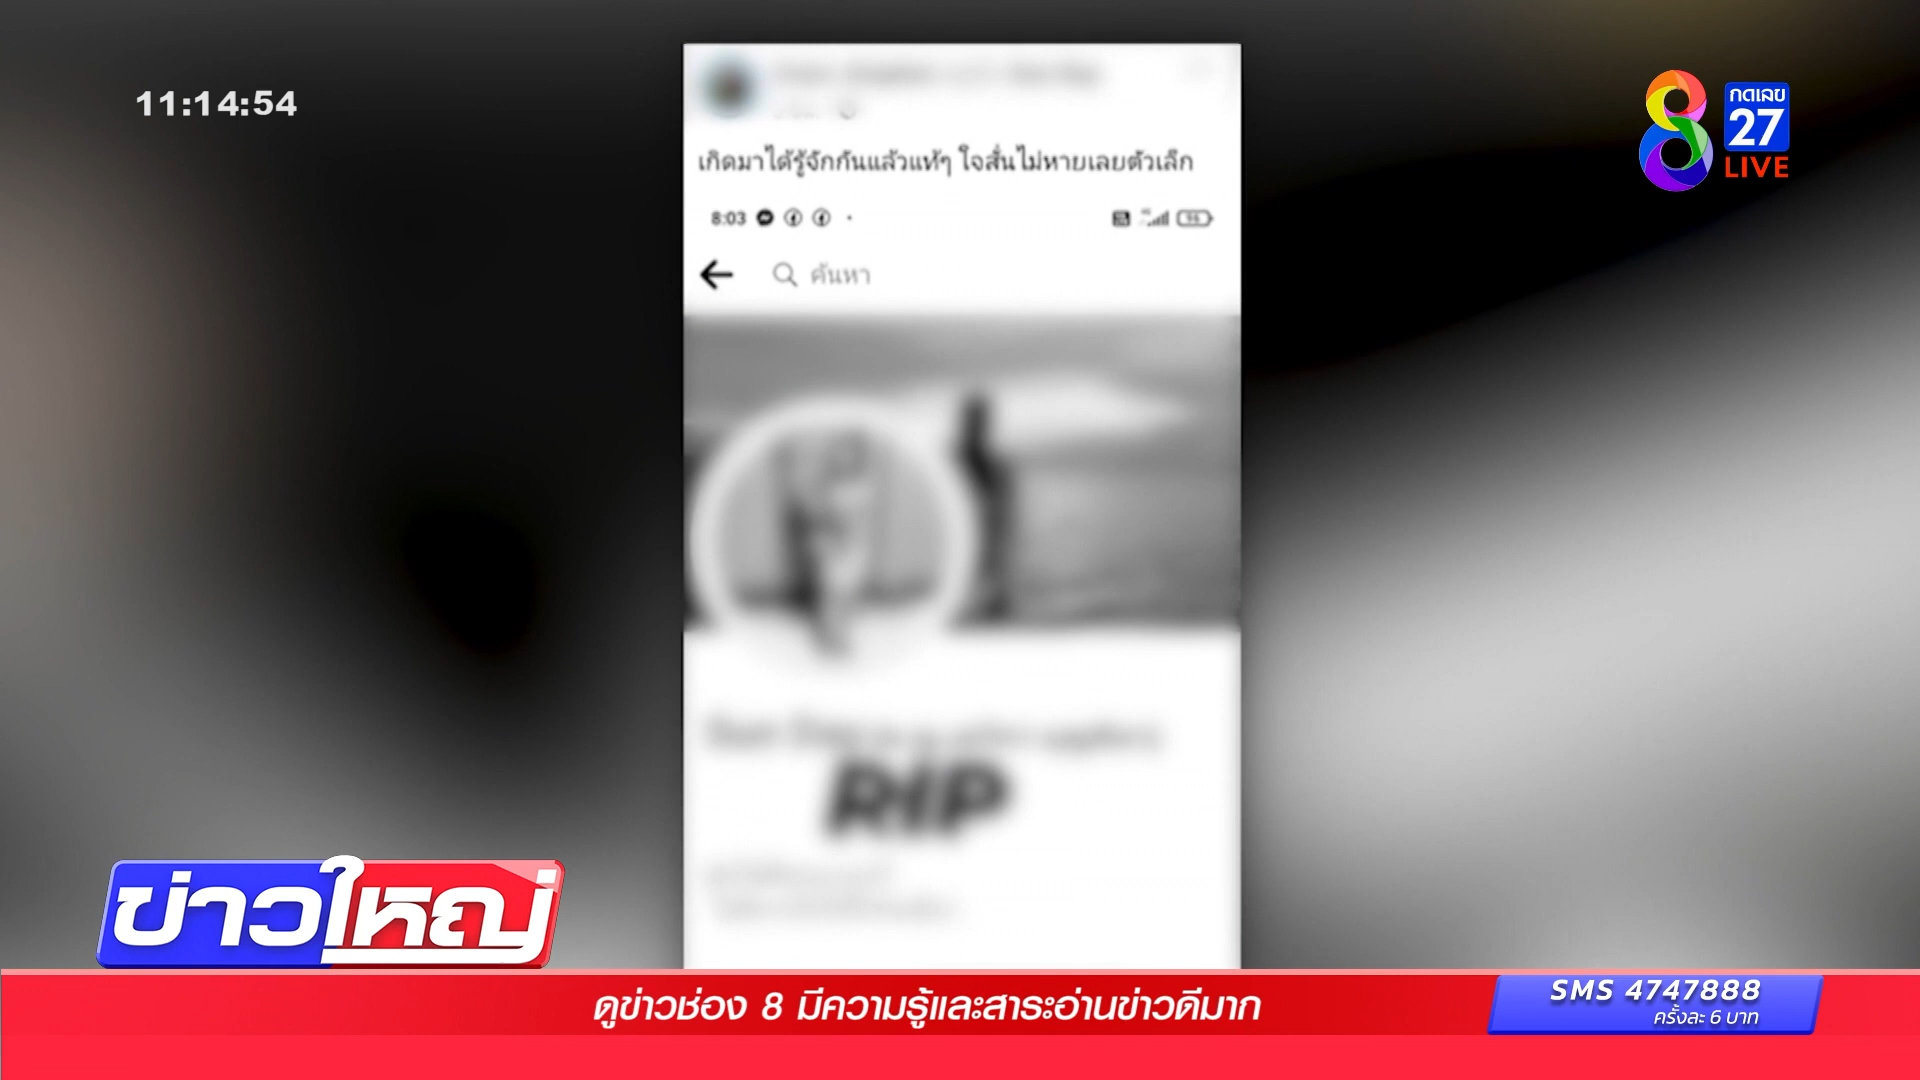 11:14:54
กดเลข
27
LIVE
เกิดมาได้รู้จักกันแล้วแท้ๆ ใจสั่นไม่หายเลยตัวเล็ก
8:03
ค้นหา
RIP
ข่าวใหญ่
ดูข่าวช่อง 8 มีความรู้และสาระอ่านข่าวดีมาก
SMS 4747888
ครั้งละ 6 บาท